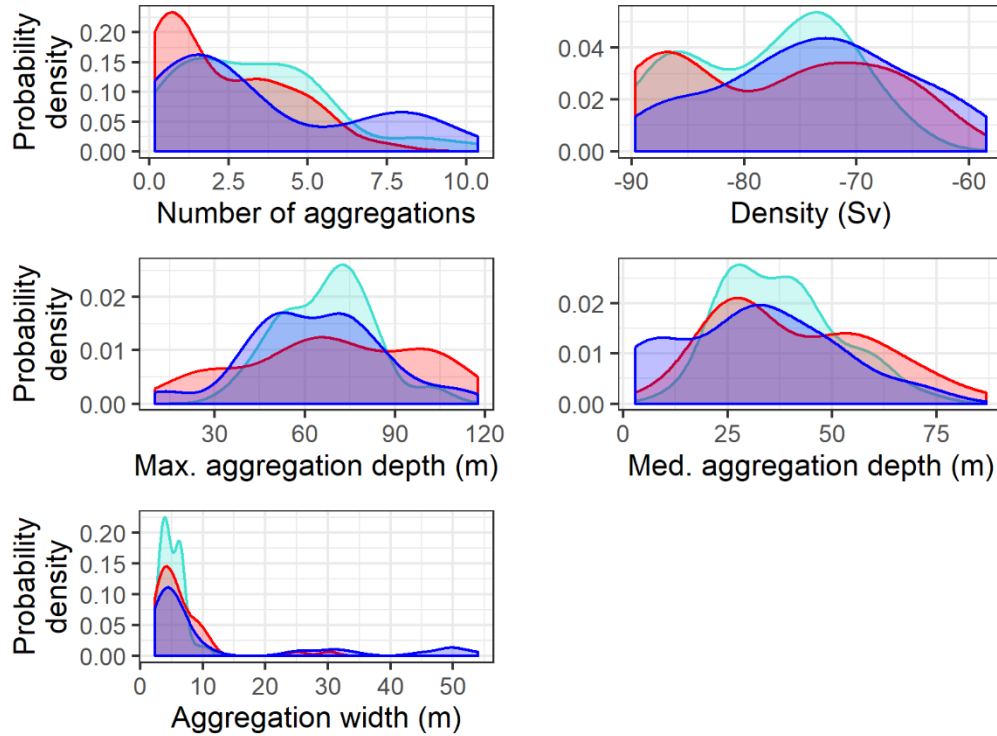 Probability
density
0.20
0.15
0.10
0.05
0.00
0.0 2.5 5.0 7.5 10.0
Number of aggregations
0.04
0.02
0.00
-90 -80 -70 -60
Density (Sv)
Probability
density
0.02
0.01
0.00
30 60 90 120
Max. aggregation depth (m)
0.02
0.01
0.00
0 25 50 75
Med. aggregation depth (m)
Probability
density
0.20
0.15
0.10
0.05
0.00
0 10 20 30 40 50
Aggregation width (m)